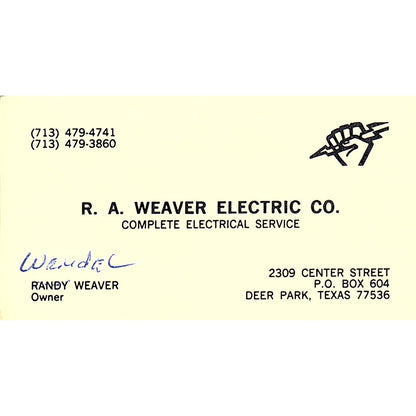 (713) 479-4741
(713) 479-3860
R. A. WEAVER ELECTRIC CO.
COMPLETE ELECTRICAL SERVICE
Wendel
RANDY WEAVER
Owner
2309 CENTER STREET
P.O. BOX 604
DEER PARK, TEXAS 77536